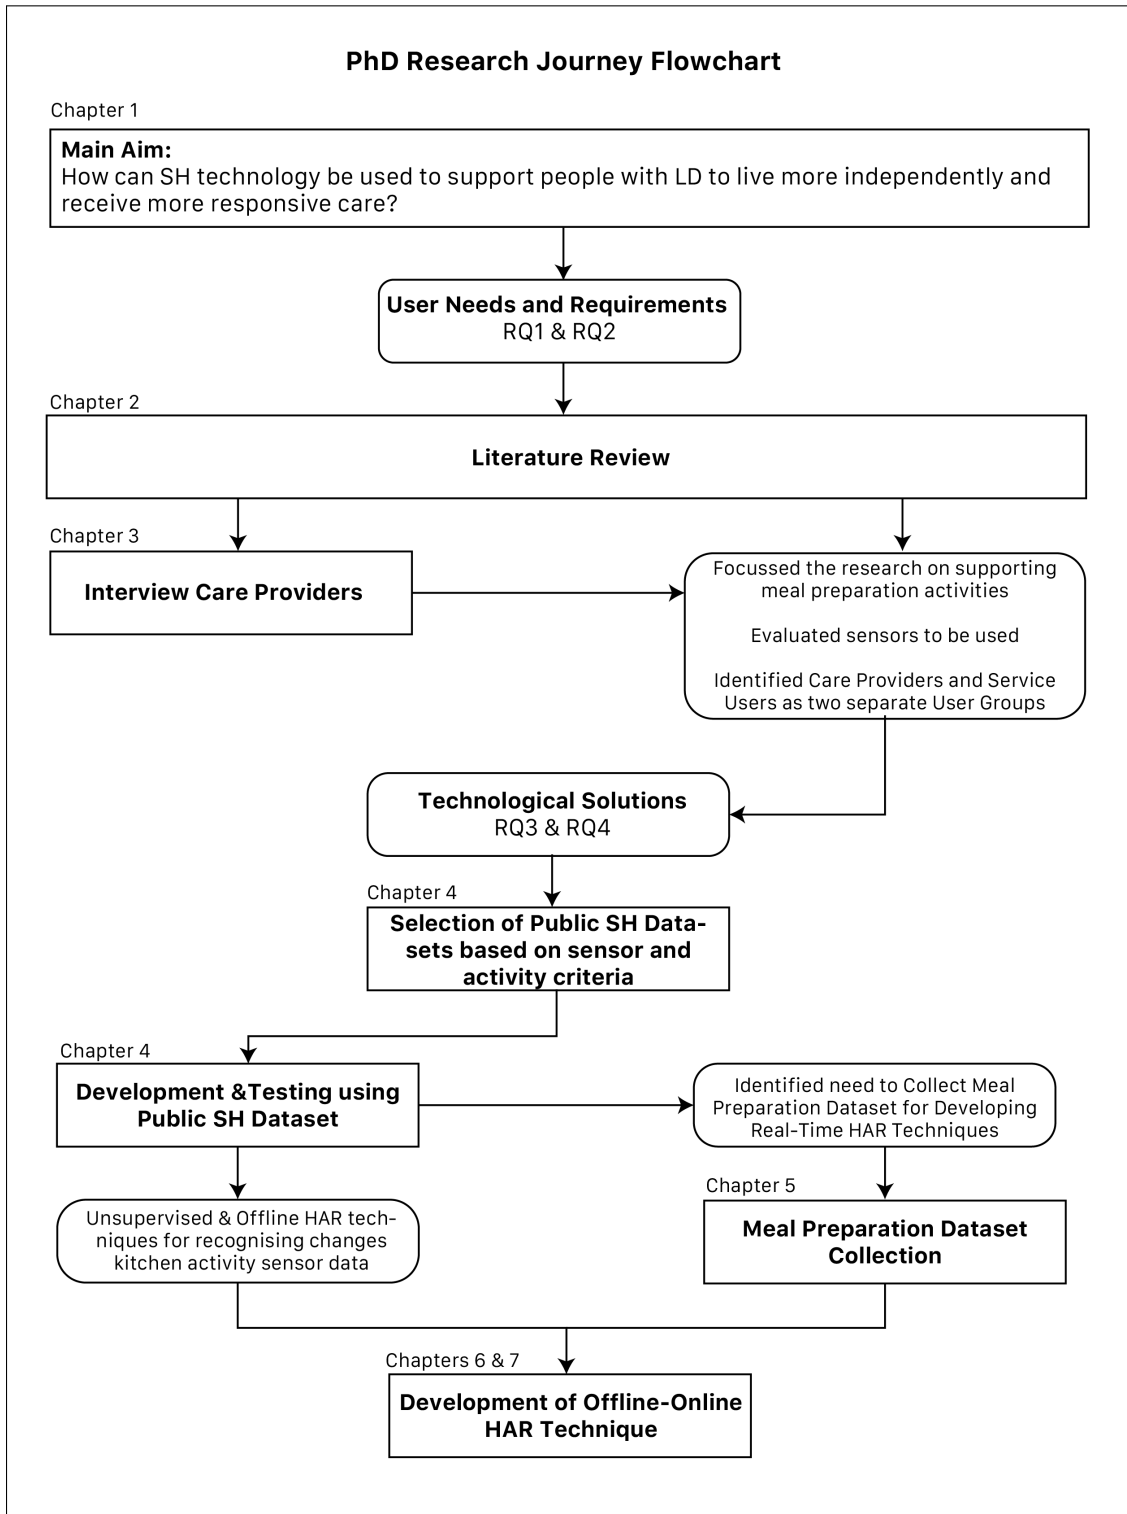 PhD Research Journey Flowchart
Chapter 1
Main Aim:
How can SH technology be used to support people with LD to live more independently and
receive more responsive care?
User Needs and Requirements
RQ1 & RQ2
Chapter 2
Literature Review
Chapter 3
Interview Care Providers
Focussed the research on supporting
meal preparation activities
Evaluated sensors to be used
Identified Care Providers and Service
Users as two separate User Groups
Technological Solutions
RQ3 & RQ4
Chapter 4
Selection of Public SH Data-
sets based on sensor and
activity criteria
Chapter 4
Development &Testing using
Public SH Dataset
Identified need to Collect Meal
Preparation Dataset for Developing
Real-Time HAR Techniques
Unsupervised & Offline HAR tech-
niques for recognising changes
kitchen activity sensor data
Chapter 5
Meal Preparation Dataset
Collection
Chapters 6 & 7
Development of Offline-Online
HAR Technique